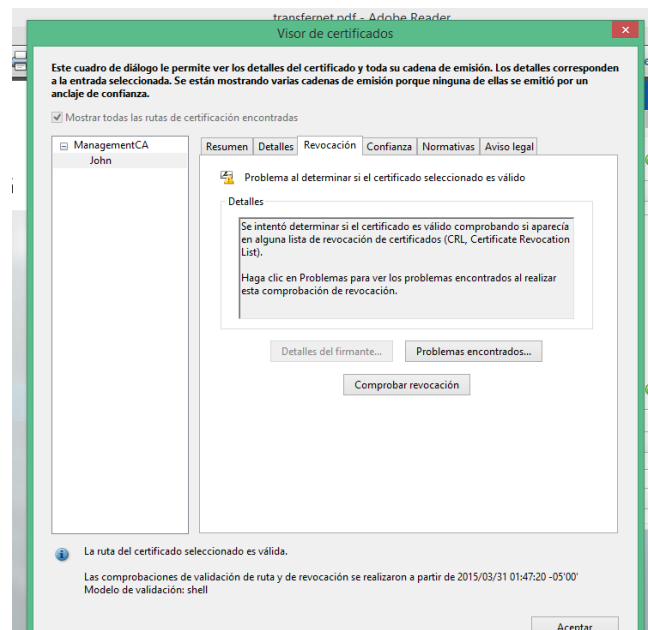 transfernet.pdf - Adobe Reader
Visor de certificados
Este cuadro de diálogo le permite ver los detalles del certificado y toda su cadena de emisión. Los detalles corresponden
a la entrada seleccionada. Se están mostrando varias cadenas de emisión porque ninguna de ellas se emitió por un
anclaje de confianza.
Mostrar todas las rutas de certificación encontradas
ManagementCA
John
Resumen Detalles Revocación Confianza Normativas Aviso legal
Problema al determinar si el certificado seleccionado es válido
Detalles
Se intentó determinar si el certificado es válido comprobando si aparecía
en alguna lista de revocación de certificados (CRL, Certificate Revocation
List).
Haga clic en Problemas para ver los problemas encontrados al realizar
esta comprobación de revocación.
Detalles del firmante... Problemas encontrados...
Comprobar revocación
La ruta del certificado seleccionado es válida.
Las comprobaciones de validación de ruta y de revocación se realizaron a partir de 2015/03/31 01:47:20 -05'00'
Modelo de validación: shell
Aceptar